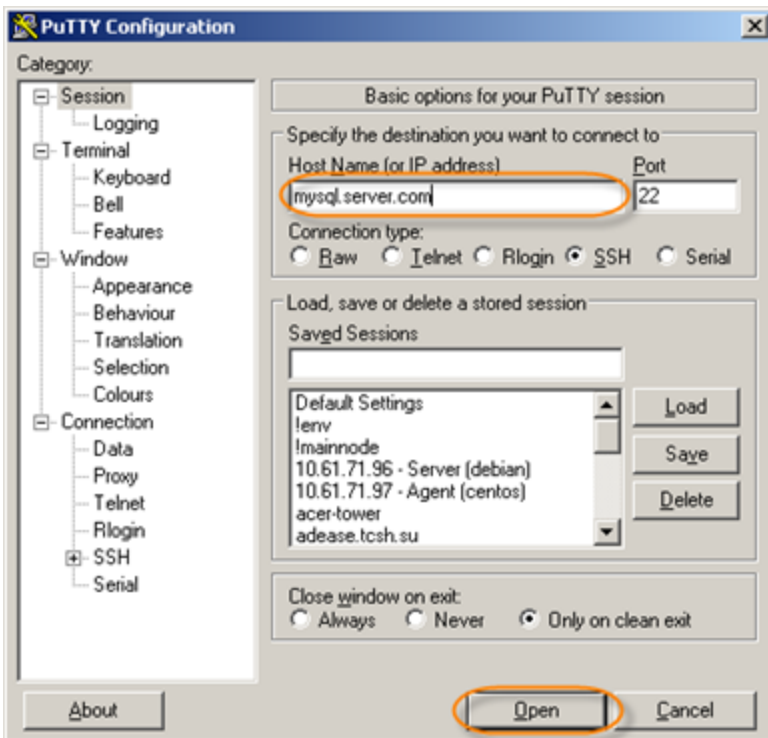 PuTTY Configuration
Category:
Session
Logging
Terminal
Keyboard
Bell
Features
Window
Appearance
Behaviour
Translation
Selection
Colours
Connection
Data
Proxy
Telnet
Rlogin
SSH
Serial
Basic options for your PuTTY session
Specify the destination you want to connect to
Host Name (or IP address) Port
mysql.server.com 22
Connection type:
Raw Telnet Rlogin SSH Serial
Load, save or delete a stored session
Saved Sessions
Default Settings
!env
!mainnode
10.61.71.96 - Server (debian)
10.61.71.97 - Agent (centos)
acer-tower
adease.tcsh.su
Load
Save
Delete
Close window on exit:
Always Never Only on clean exit
About Open Cancel